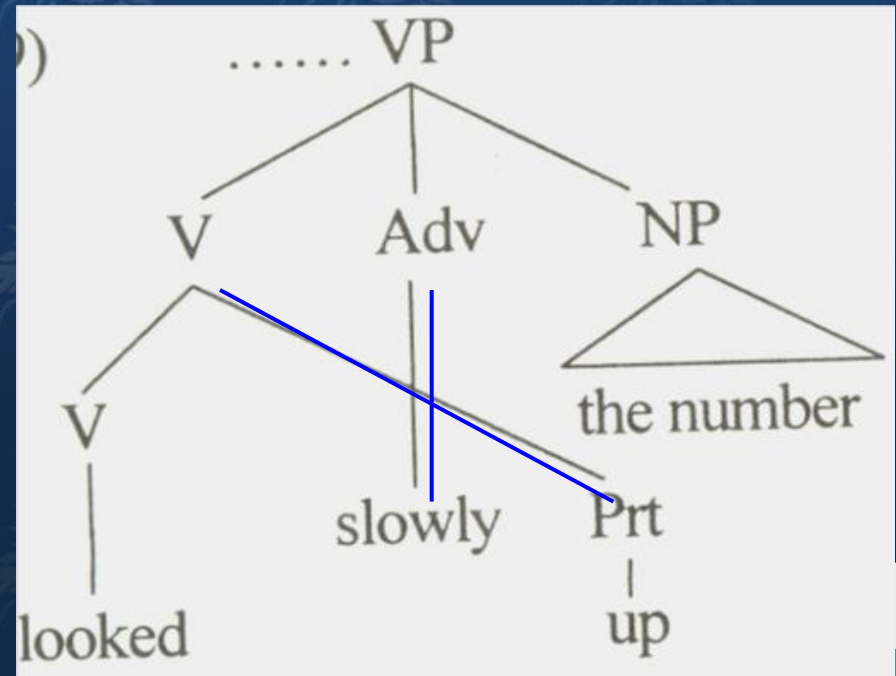 9) ...... VP
V Adv NP
V the number
slowly Prt
looked up